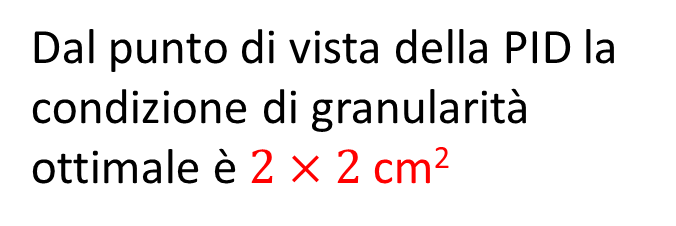 Dal punto di vista della PID la
condizione di granularità
ottimale è 2 × 2 cm²